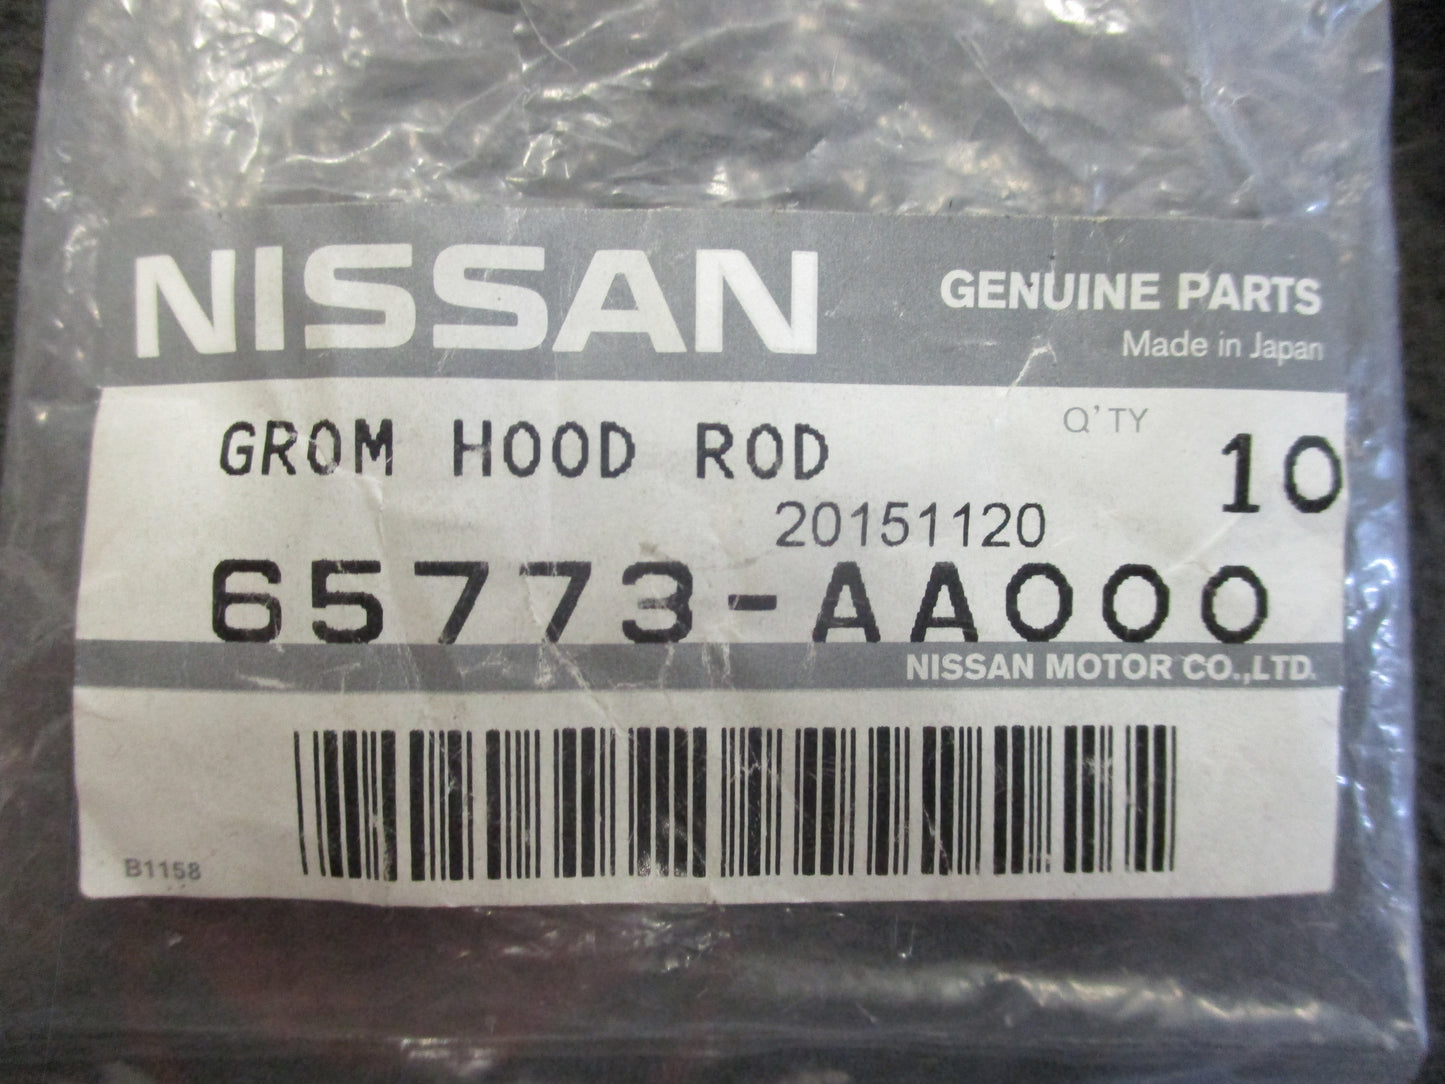 NISSAN
GENUINE PARTS
Made in Japan
GROM HOOD ROD
Q'TY
10
20151120
65773-AA000
NISSAN MOTOR CO.,LTD.
B1158